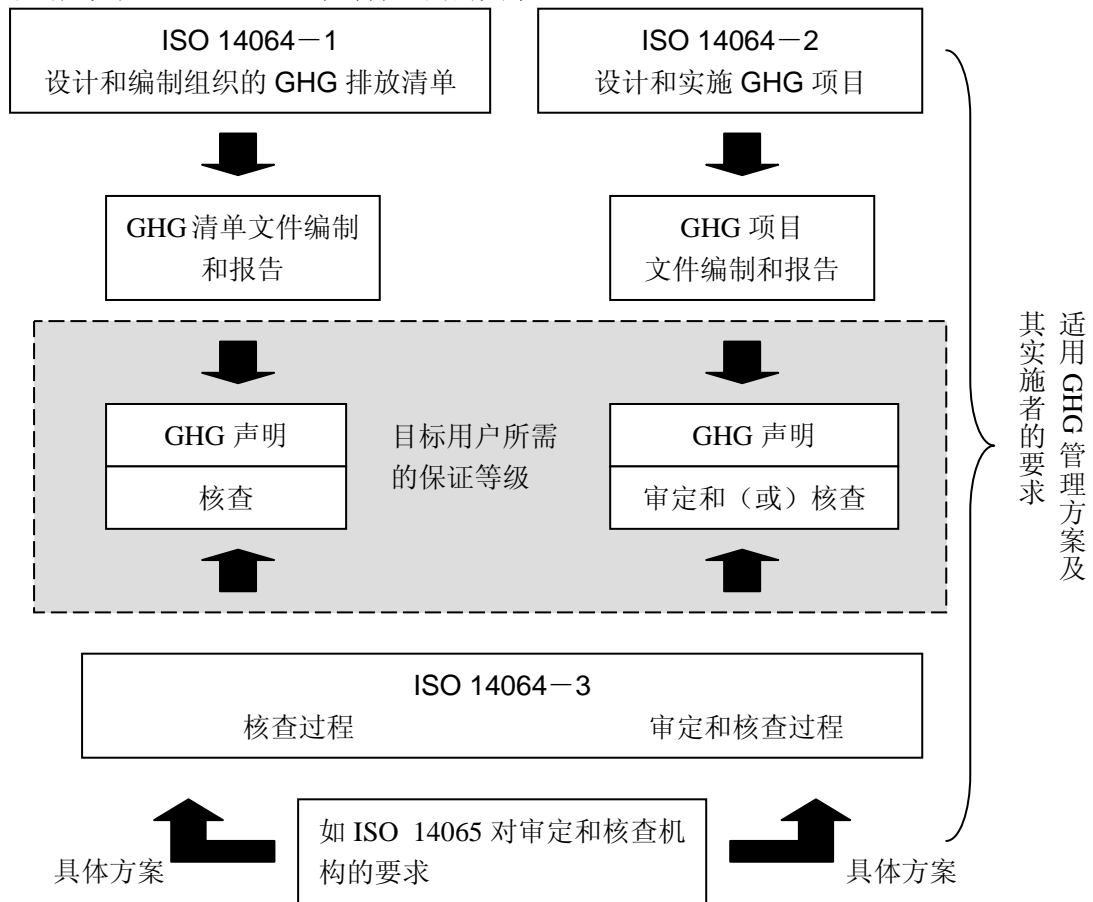 ISO 14064－1
设计和编制组织的 GHG 排放清单
ISO 14064－2
设计和实施 GHG 项目
GHG 清单文件编制
和报告
GHG 项目
文件编制和报告
GHG 声明
核查
目标用户所需
的保证等级
GHG 声明
审定和（或）核查
适用 GHG 管理方案及
其实施者的要求
ISO 14064－3
核查过程
审定和核查过程
如 ISO 14065 对审定和核查机
构的要求
具体方案
具体方案